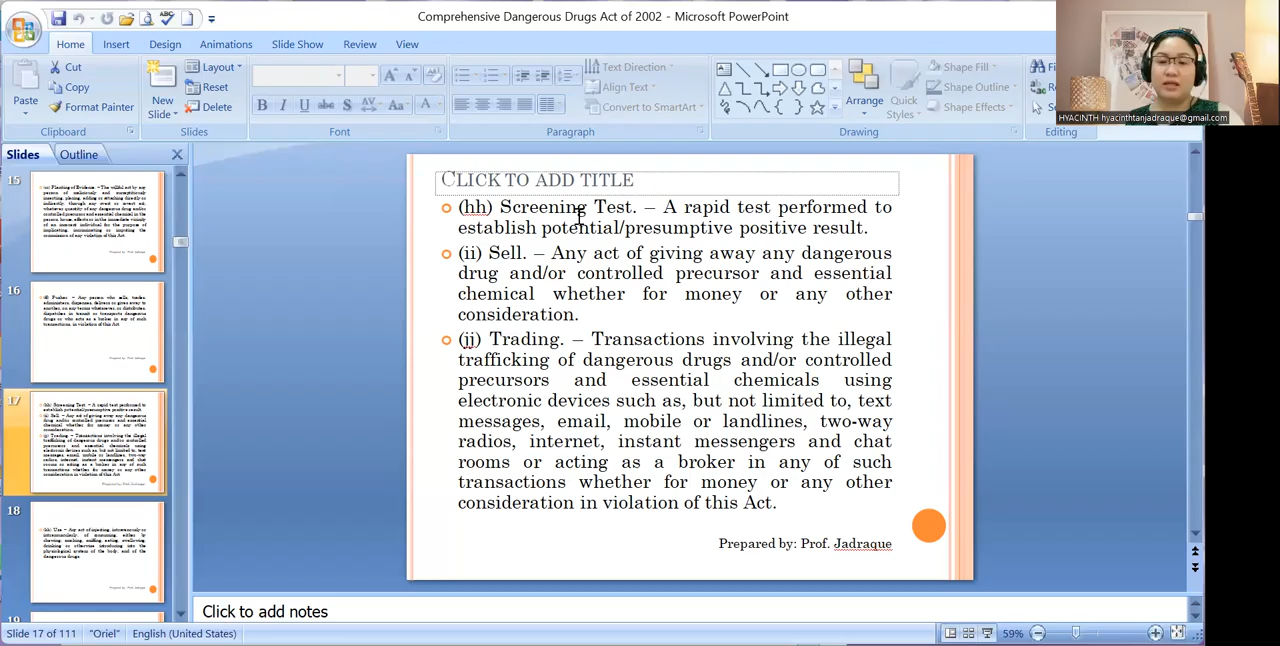 Comprehensive Dangerous Drugs Act of 2002 - Microsoft PowerPoint
Home Insert Design Animations Slide Show Review View
Paste
Cut
Copy
Format Painter
Clipboard
New Slide
Layout
Reset
Delete
Slides
Font
Text Direction
Align Text
Convert to SmartArt
Paragraph
Arrange
Quick Styles
Shape Fill
Shape Outline
Shape Effects
Drawing
Editing
HYACINTH hyacinthtanjadraque@gmail.com
Slides Outline
15
16
17
18
19
CLICK TO ADD TITLE
(hh) Screening Test. – A rapid test performed to
establish potential/presumptive positive result.
(ii) Sell. – Any act of giving away any dangerous
drug and/or controlled precursor and essential
chemical whether for money or any other
consideration.
(jj) Trading. – Transactions involving the illegal
trafficking of dangerous drugs and/or controlled
precursors and essential chemicals using
electronic devices such as, but not limited to, text
messages, email, mobile or landlines, two-way
radios, internet, instant messengers and chat
rooms or acting as a broker in any of such
transactions whether for money or any other
consideration in violation of this Act.
Prepared by: Prof. Jadraque
Click to add notes
Slide 17 of 111 "Oriel" English (United States) 59%